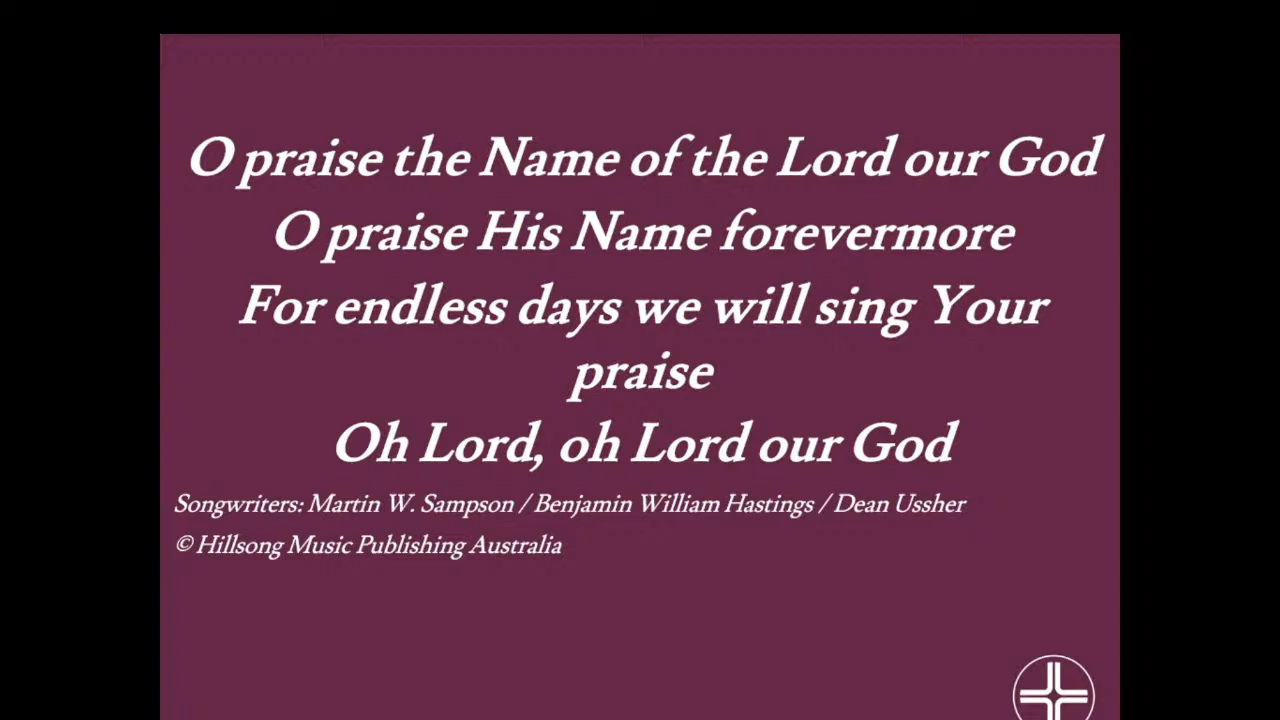 O praise the Name of the Lord our God
O praise His Name forevermore
For endless days we will sing Your
praise
Oh Lord, oh Lord our God
Songwriters: Martin W. Sampson / Benjamin William Hastings / Dean Ussher
© Hillsong Music Publishing Australia